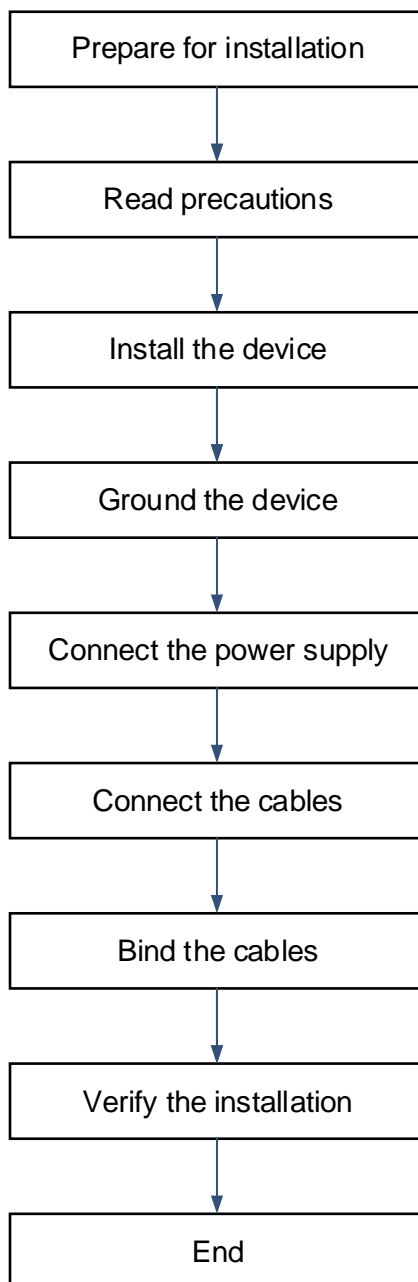 Prepare for installation
Read precautions
Install the device
Ground the device
Connect the power supply
Connect the cables
Bind the cables
Verify the installation
End